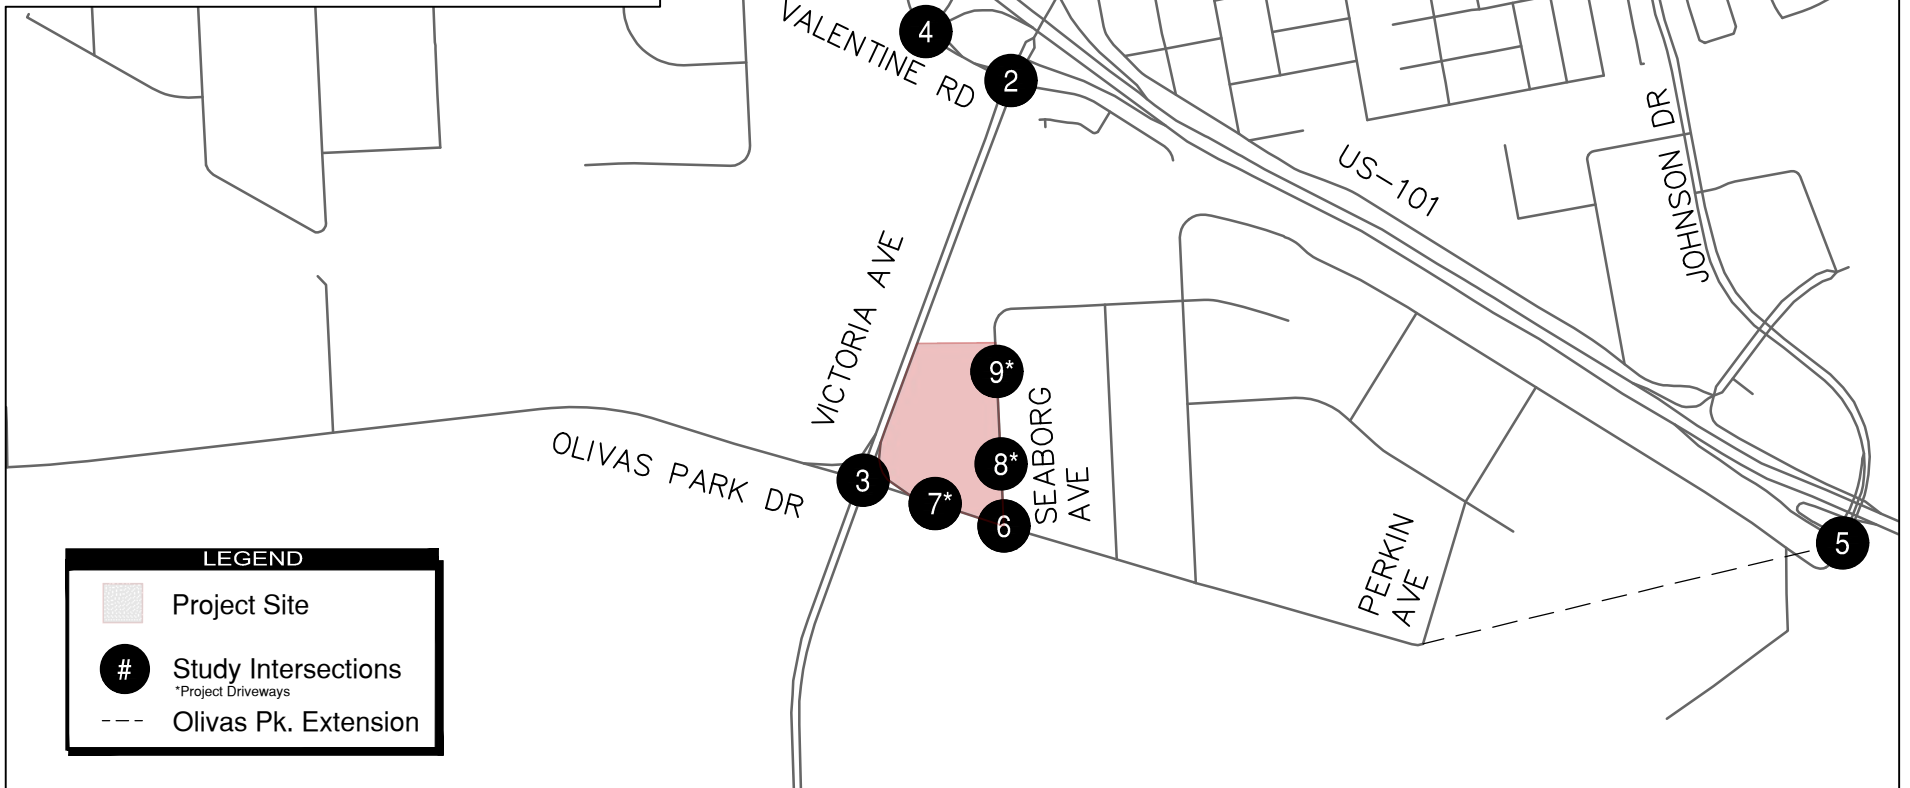 4
VALENTINE RD
2
US-101
JOHNSON DR
VICTORIA AVE
9*
SEABORG
AVE
8*
OLIVAS PARK DR
3
7*
6
PERKIN
AVE
5
LEGEND
Project Site
# Study Intersections
*Project Driveways
Olivas Pk. Extension